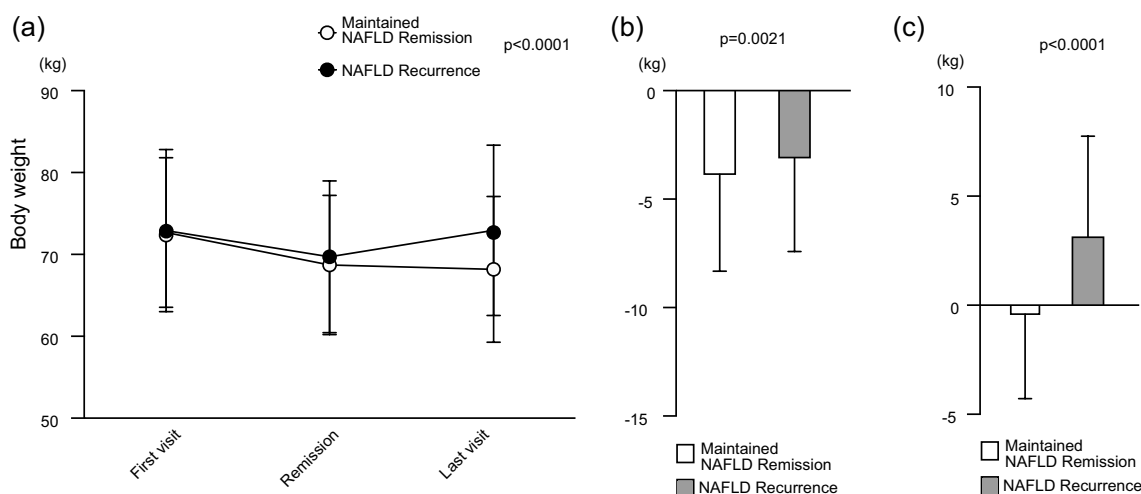 (a)
Maintained
NAFLD Remission
NAFLD Recurrence
p<0.0001
(kg)
90
80
70
60
50
Body weight
First visit
Remission
Last visit
(b)
p=0.0021
(kg)
0
-5
-10
-15
Maintained
NAFLD Remission
NAFLD Recurrence
(c)
p<0.0001
(kg)
10
5
0
-5
Maintained
NAFLD Remission
NAFLD Recurrence